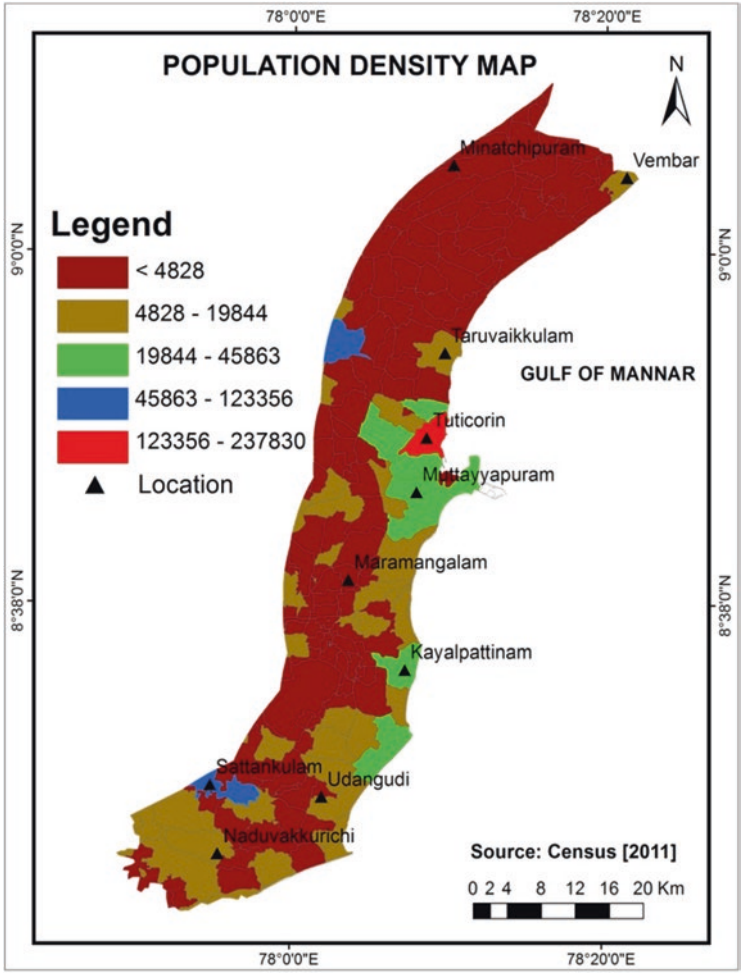 78°0'0"E
78°20'0"E
POPULATION DENSITY MAP
N
Minatchipuram
Vembar
9°0'0"N
9°0'0"N
Legend
< 4828
4828 - 19844
19844 - 45863
45863 - 123356
123356 - 237830
Location
Taruvaikkulam
GULF OF MANNAR
Tuticorin
Muttayyapuram
Maramangalam
8°38'0"N
8°38'0"N
Kayalpattinam
Sattankulam
Udangudi
Naduvakkurichi
Source: Census [2011]
0 2 4 8 12 16 20 Km
78°0'0"E
78°20'0"E